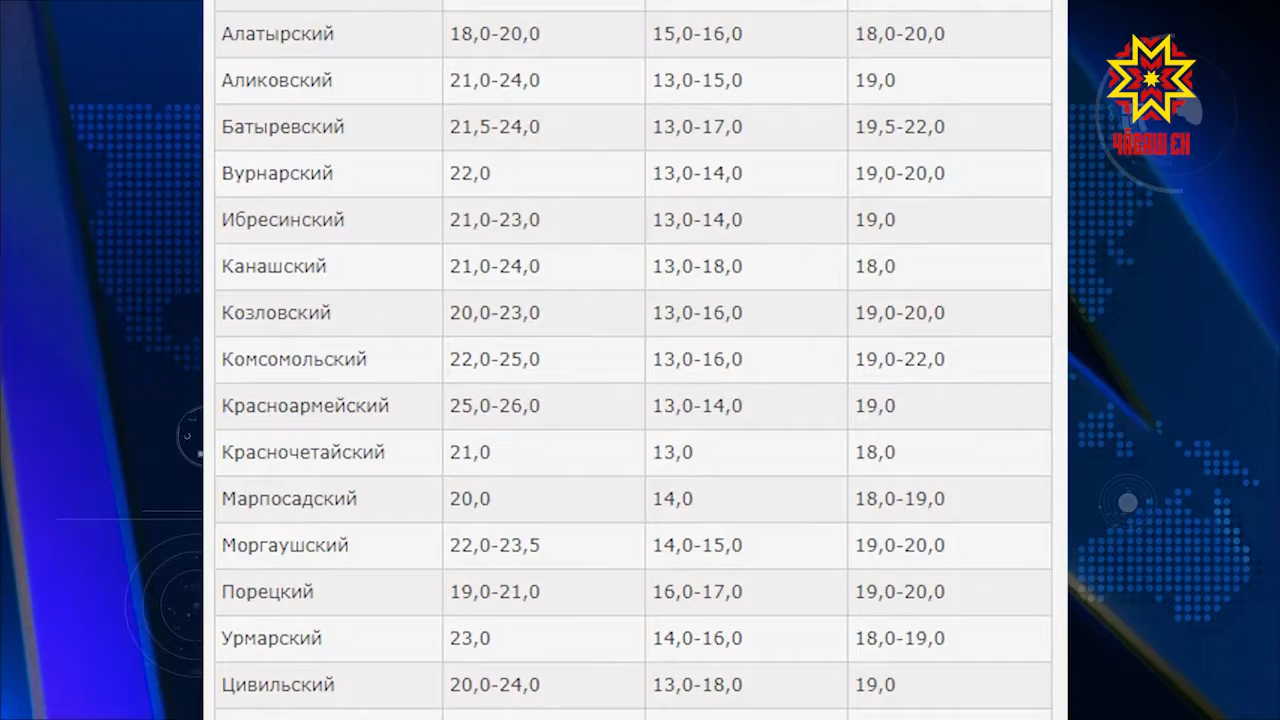 Алатырский 18,0-20,0 15,0-16,0 18,0-20,0
Аликовский 21,0-24,0 13,0-15,0 19,0
Батыревский 21,5-24,0 13,0-17,0 19,5-22,0
Вурнарский 22,0 13,0-14,0 19,0-20,0
Ибресинский 21,0-23,0 13,0-14,0 19,0
Канашский 21,0-24,0 13,0-18,0 18,0
Козловский 20,0-23,0 13,0-16,0 19,0-20,0
Комсомольский 22,0-25,0 13,0-16,0 19,0-22,0
Красноармейский 25,0-26,0 13,0-14,0 19,0
Красночетайский 21,0 13,0 18,0
Марпосадский 20,0 14,0 18,0-19,0
Моргаушский 22,0-23,5 14,0-15,0 19,0-20,0
Порецкий 19,0-21,0 16,0-17,0 19,0-20,0
Урмарский 23,0 14,0-16,0 18,0-19,0
Цивильский 20,0-24,0 13,0-18,0 19,0
ЧӐВАШ ЕН